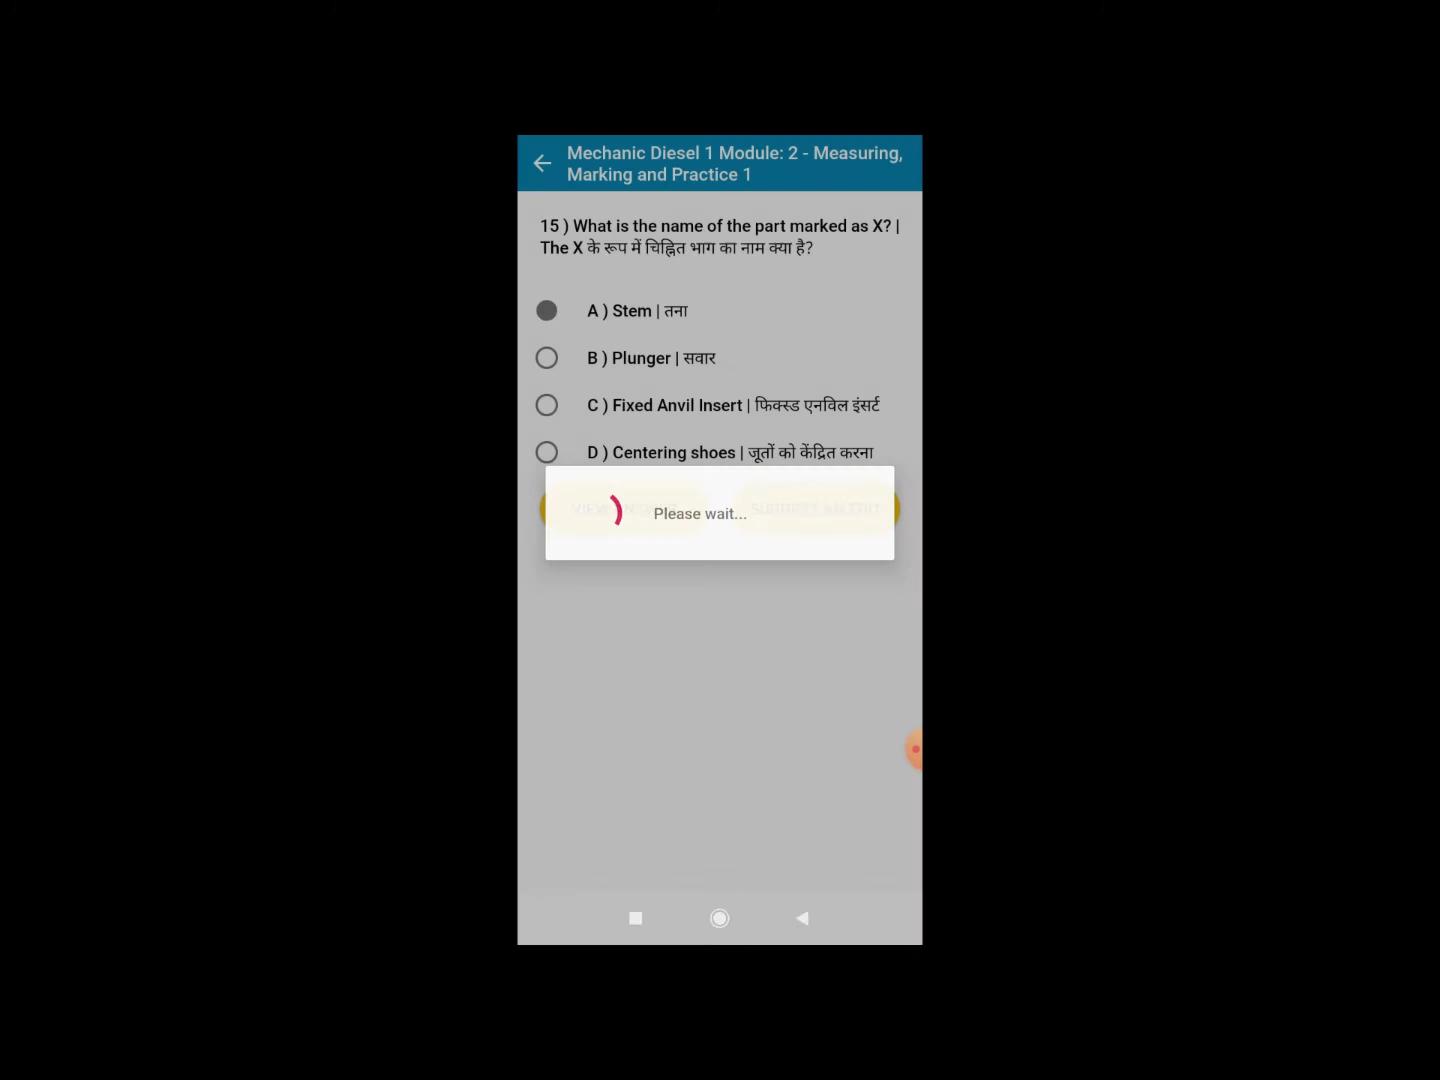 Mechanic Diesel 1 Module: 2 - Measuring,
Marking and Practice 1
15 ) What is the name of the part marked as X? |
The X के रूप में चिह्नित भाग का नाम क्या है?
A ) Stem | तना
B ) Plunger | सवार
C ) Fixed Anvil Insert | फिक्स्ड एनविल इंसर्ट
D ) Centering shoes | जूतों को केंद्रित करना
Please wait...